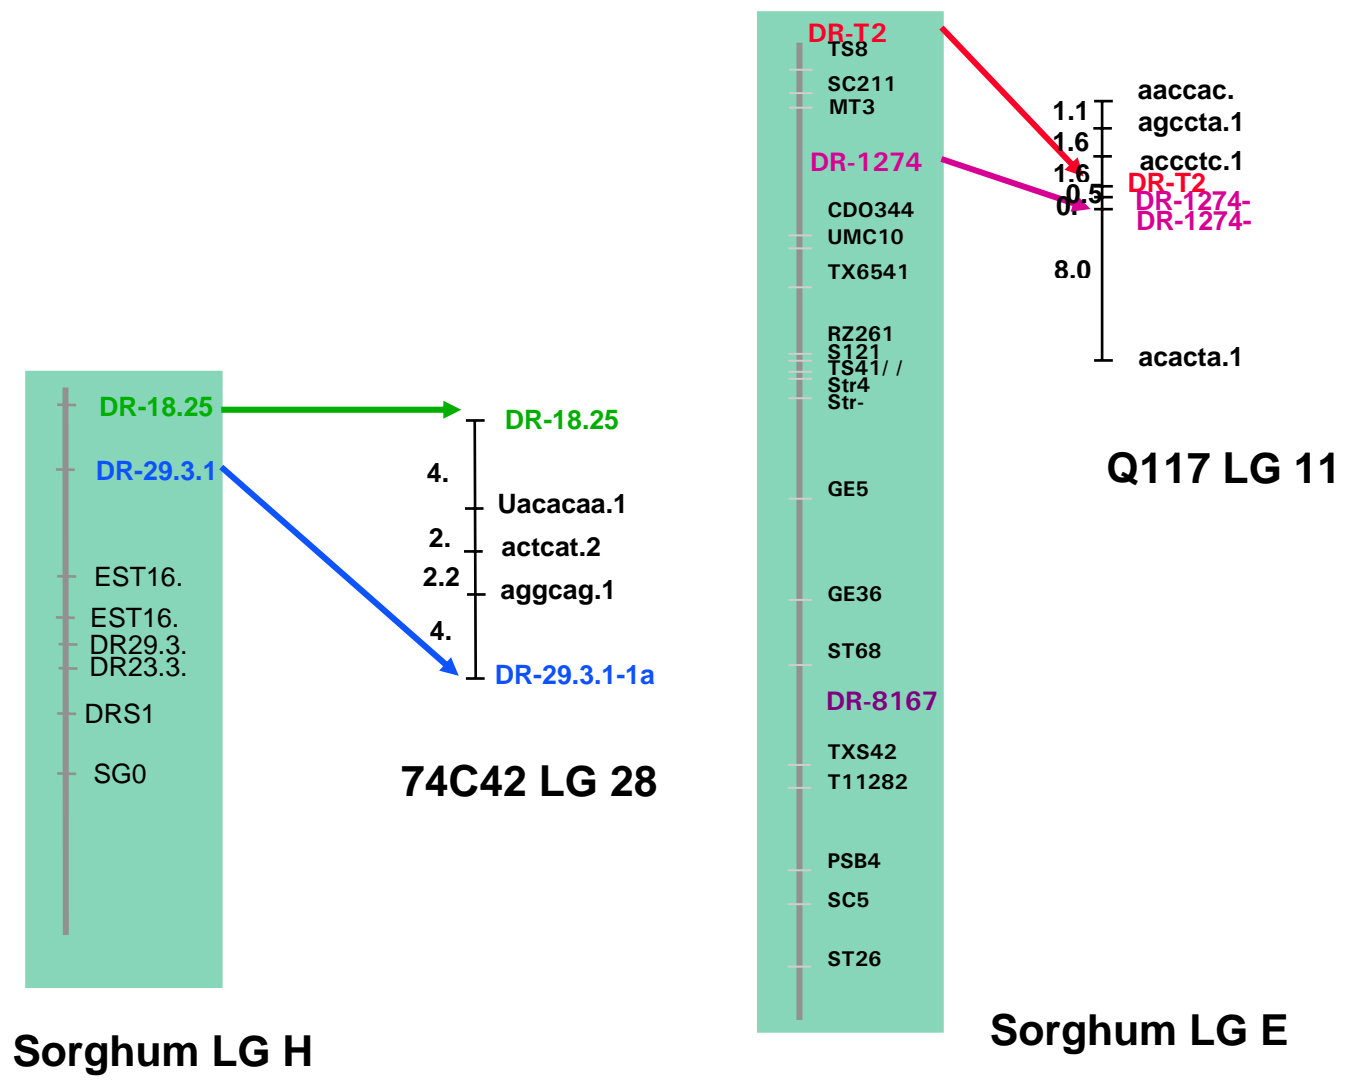 DR-18.25
DR-29.3.1
EST16.
EST16.
DR29.3.
DR23.3.
DRS1
SG0
Sorghum LG H
DR-18.25
4.
Uacacaa.1
2.
actcat.2
2.2
aggcag.1
4.
DR-29.3.1-1a
74C42 LG 28
DR-T2
TS8
SC211
MT3
DR-1274
CDO344
UMC10
TX6541
RZ261
S121
TS41/ /
Str4
Str-
GE5
GE36
ST68
DR-8167
TXS42
T11282
PSB4
SC5
ST26
Sorghum LG E
aaccac.
1.1
agccta.1
1.6
accctc.1
1.6
DR-T2
0.5
DR-1274-
0.
DR-1274-
8.0
acacta.1
Q117 LG 11